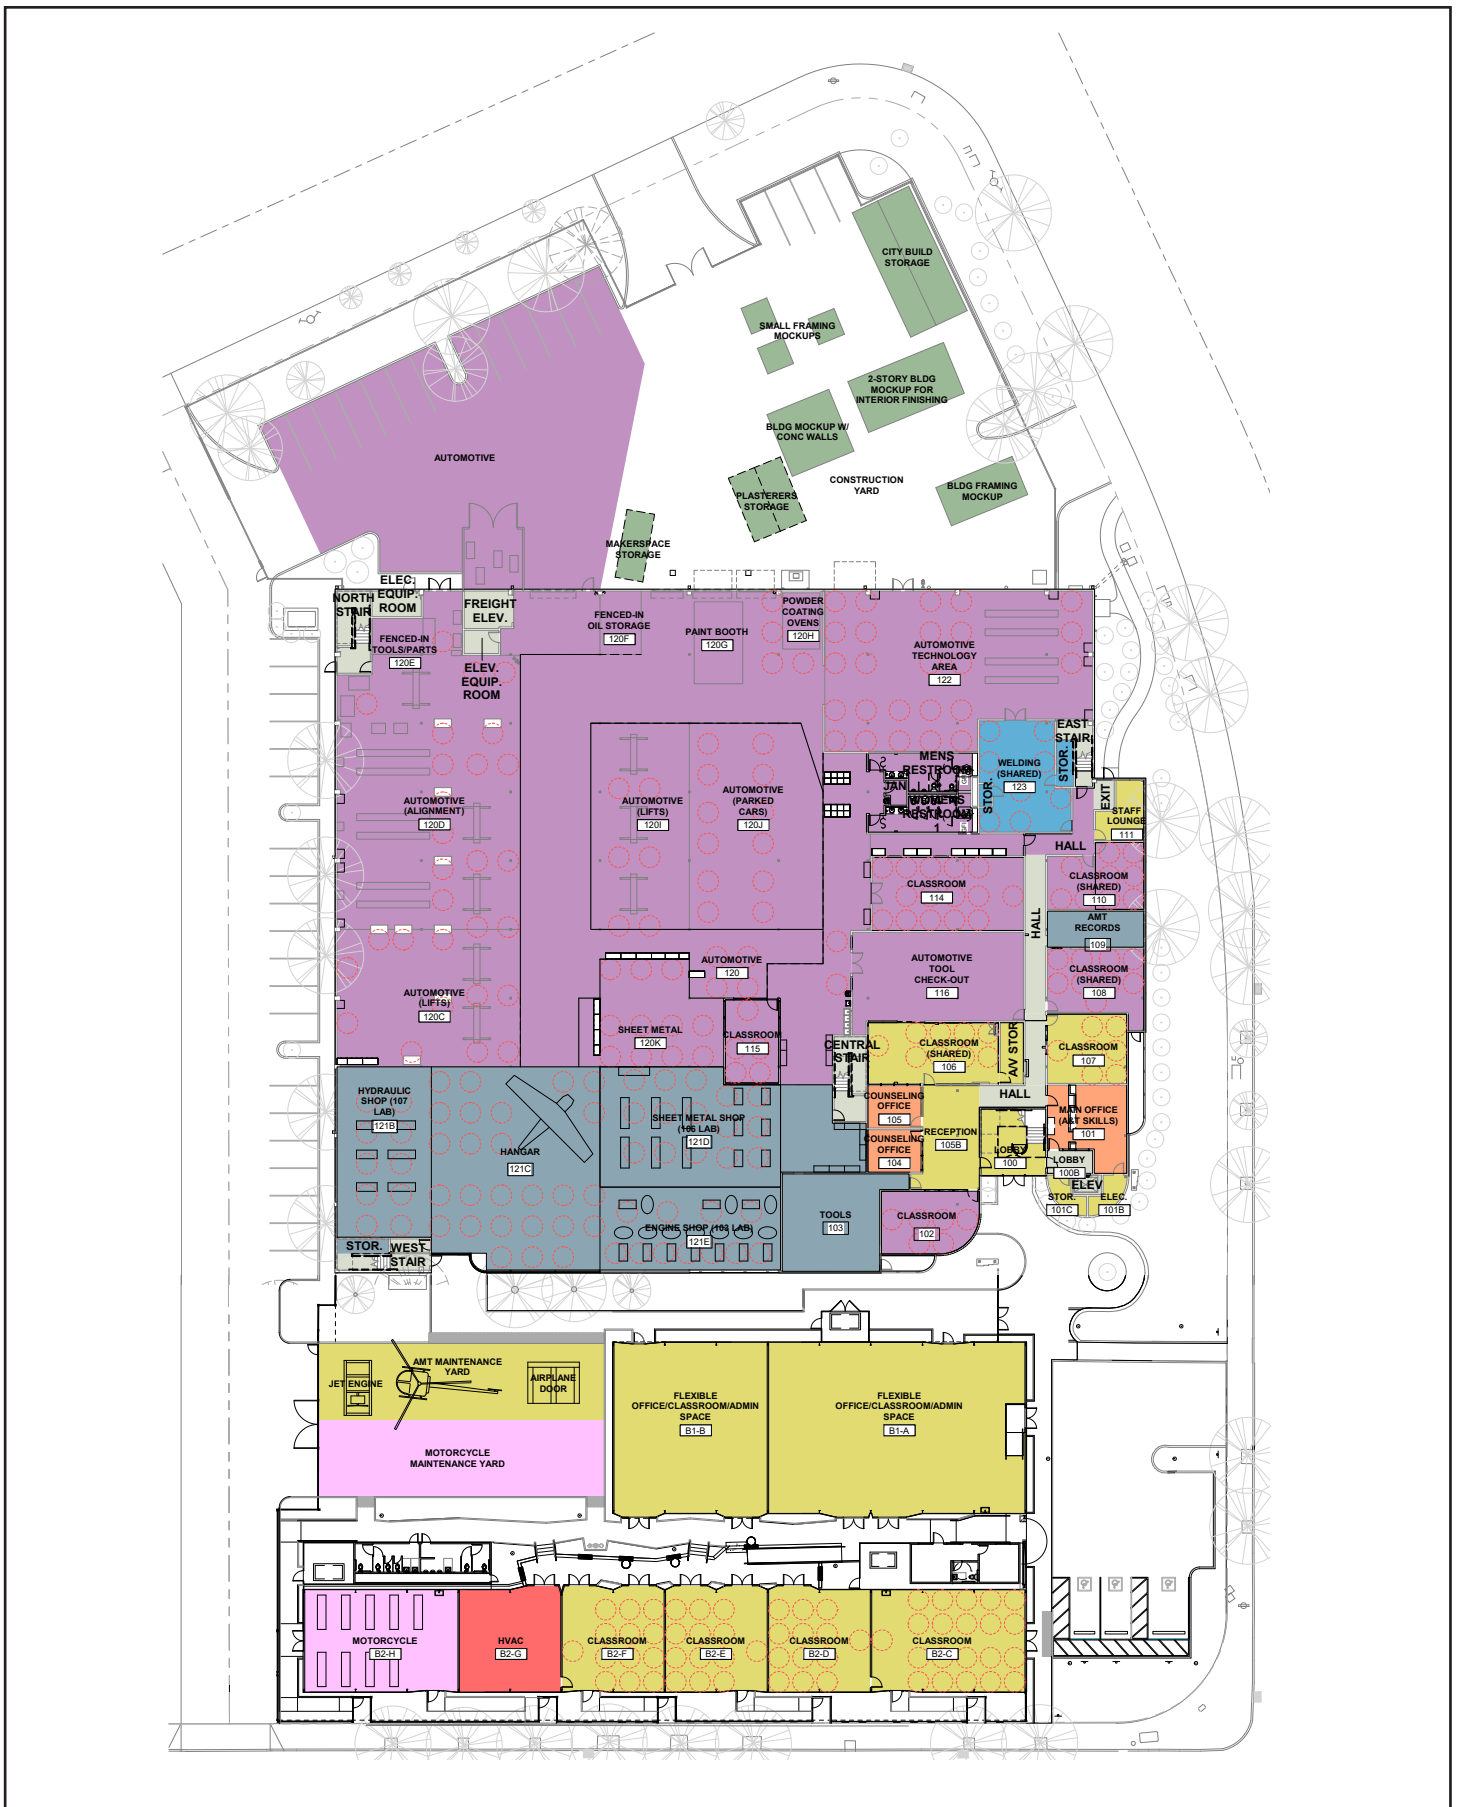 CITY BUILD
STORAGE
SMALL FRAMING
MOCKUPS
2-STORY BLDG
MOCKUP FOR
INTERIOR FINISHING
BLDG MOCKUP W/
CONC WALLS
AUTOMOTIVE
CONSTRUCTION
YARD
BLDG FRAMING
MOCKUP
PLASTERERS
STORAGE
MAKERSPACE
STORAGE
ELEC.
EQUIP.
ROOM
NORTH
STAIR
FREIGHT
ELEV.
FENCED-IN
OIL STORAGE
120F
PAINT BOOTH
120G
POWDER
COATING
OVENS
120H
FENCED-IN
TOOLS/PARTS
120E
ELEV.
EQUIP.
ROOM
AUTOMOTIVE
TECHNOLOGY
AREA
122
EAST
STAIR
MENS
RESTROOM
JAN
WOMENS
RESTROOM
STOR.
WELDING
(SHARED)
123
STOR.
EXIT
STAFF
LOUNGE
111
AUTOMOTIVE
(ALIGNMENT)
120D
AUTOMOTIVE
(LIFTS)
120I
AUTOMOTIVE
(PARKED
CARS)
120J
HALL
CLASSROOM
114
CLASSROOM
(SHARED)
110
HALL
AMT
RECORDS
109
AUTOMOTIVE
120
AUTOMOTIVE
TOOL
CHECK-OUT
116
CLASSROOM
(SHARED)
108
AUTOMOTIVE
(LIFTS)
120C
SHEET METAL
120K
CLASSROOM
115
CENTRAL
STAIR
CLASSROOM
(SHARED)
106
A/V STOR
CLASSROOM
107
HYDRAULIC
SHOP (107
LAB)
121B
HANGAR
121C
SHEET METAL SHOP
(106 LAB)
121D
COUNSELING
OFFICE
105
HALL
MAIN OFFICE
(A&T SKILLS)
101
RECEPTION
105B
COUNSELING
OFFICE
104
LOBBY
100
LOBBY
100B
ELEV
STOR.
101C
ELEC.
101B
ENGINE SHOP (103 LAB)
121E
TOOLS
103
CLASSROOM
102
STOR.
WEST
STAIR
AMT MAINTENANCE
YARD
JET ENGINE
AIRPLANE
DOOR
FLEXIBLE
OFFICE/CLASSROOM/ADMIN
SPACE
B1-B
FLEXIBLE
OFFICE/CLASSROOM/ADMIN
SPACE
B1-A
MOTORCYCLE
MAINTENANCE YARD
MOTORCYCLE
B2-H
HVAC
B2-G
CLASSROOM
B2-F
CLASSROOM
B2-E
CLASSROOM
B2-D
CLASSROOM
B2-C